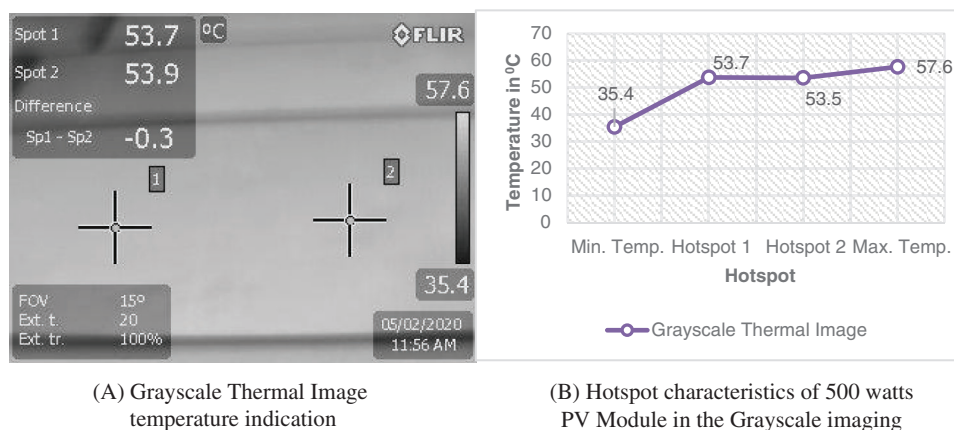 Spot 1 53.7 ºC
Spot 2 53.9
Difference
Sp1 - Sp2 -0.3
FLIR
57.6
1
2
35.4
FOV 15º
Ext. t. 20
Ext. tr. 100%
05/02/2020
11:56 AM
(A) Grayscale Thermal Image
temperature indication
70
60
50
40
30
20
10
0
Temperature in ⁰C
35.4
53.7
53.5
57.6
Min. Temp. Hotspot 1 Hotspot 2 Max. Temp.
Hotspot
Grayscale Thermal Image
(B) Hotspot characteristics of 500 watts
PV Module in the Grayscale imaging